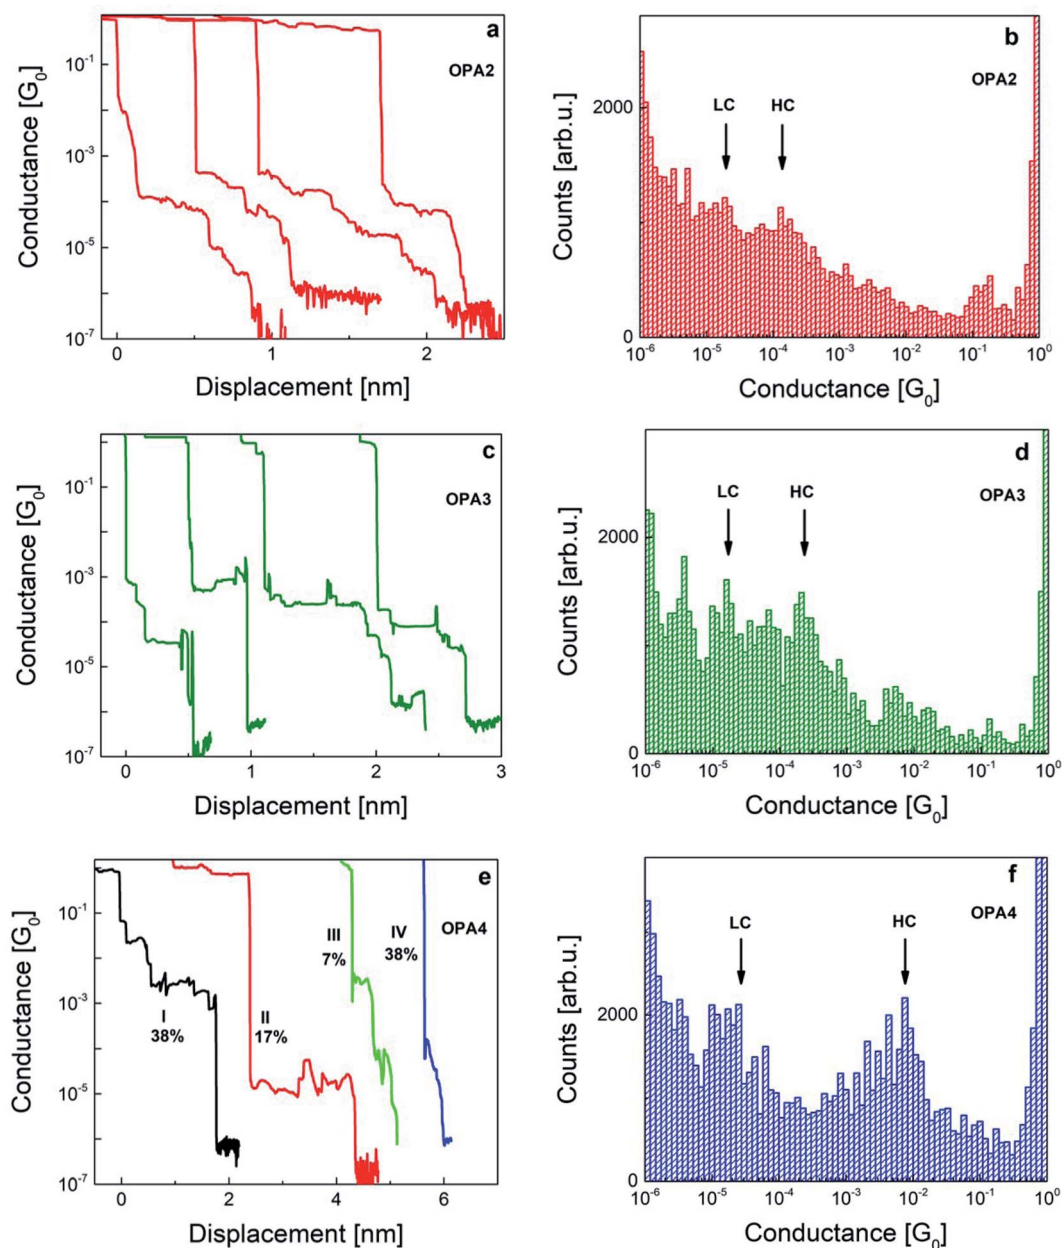 a
OPA2
Conductance [G₀]
10⁻¹
10⁻³
10⁻⁵
10⁻⁷
0 1 2
Displacement [nm]
b
OPA2
LC HC
Counts [arb.u.]
2000
0
10⁻⁶ 10⁻⁵ 10⁻⁴ 10⁻³ 10⁻² 10⁻¹ 10⁰
Conductance [G₀]
c
OPA3
Conductance [G₀]
10⁻¹
10⁻³
10⁻⁵
10⁻⁷
0 1 2 3
Displacement [nm]
d
OPA3
LC HC
Counts [arb.u.]
2000
0
10⁻⁶ 10⁻⁵ 10⁻⁴ 10⁻³ 10⁻² 10⁻¹ 10⁰
Conductance [G₀]
e
OPA4
Conductance [G₀]
10⁻¹
10⁻³
10⁻⁵
10⁻⁷
III IV
7% 38%
I II
38% 17%
0 2 4 6
Displacement [nm]
f
OPA4
LC HC
Counts [arb.u.]
2000
0
10⁻⁶ 10⁻⁵ 10⁻⁴ 10⁻³ 10⁻² 10⁻¹ 10⁰
Conductance [G₀]